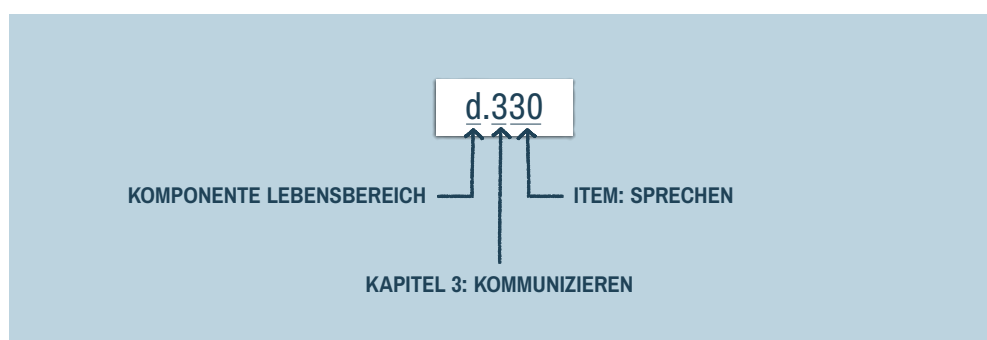 d.330
KOMPONENTE LEBENSBEREICH
ITEM: SPRECHEN
KAPITEL 3: KOMMUNIZIEREN